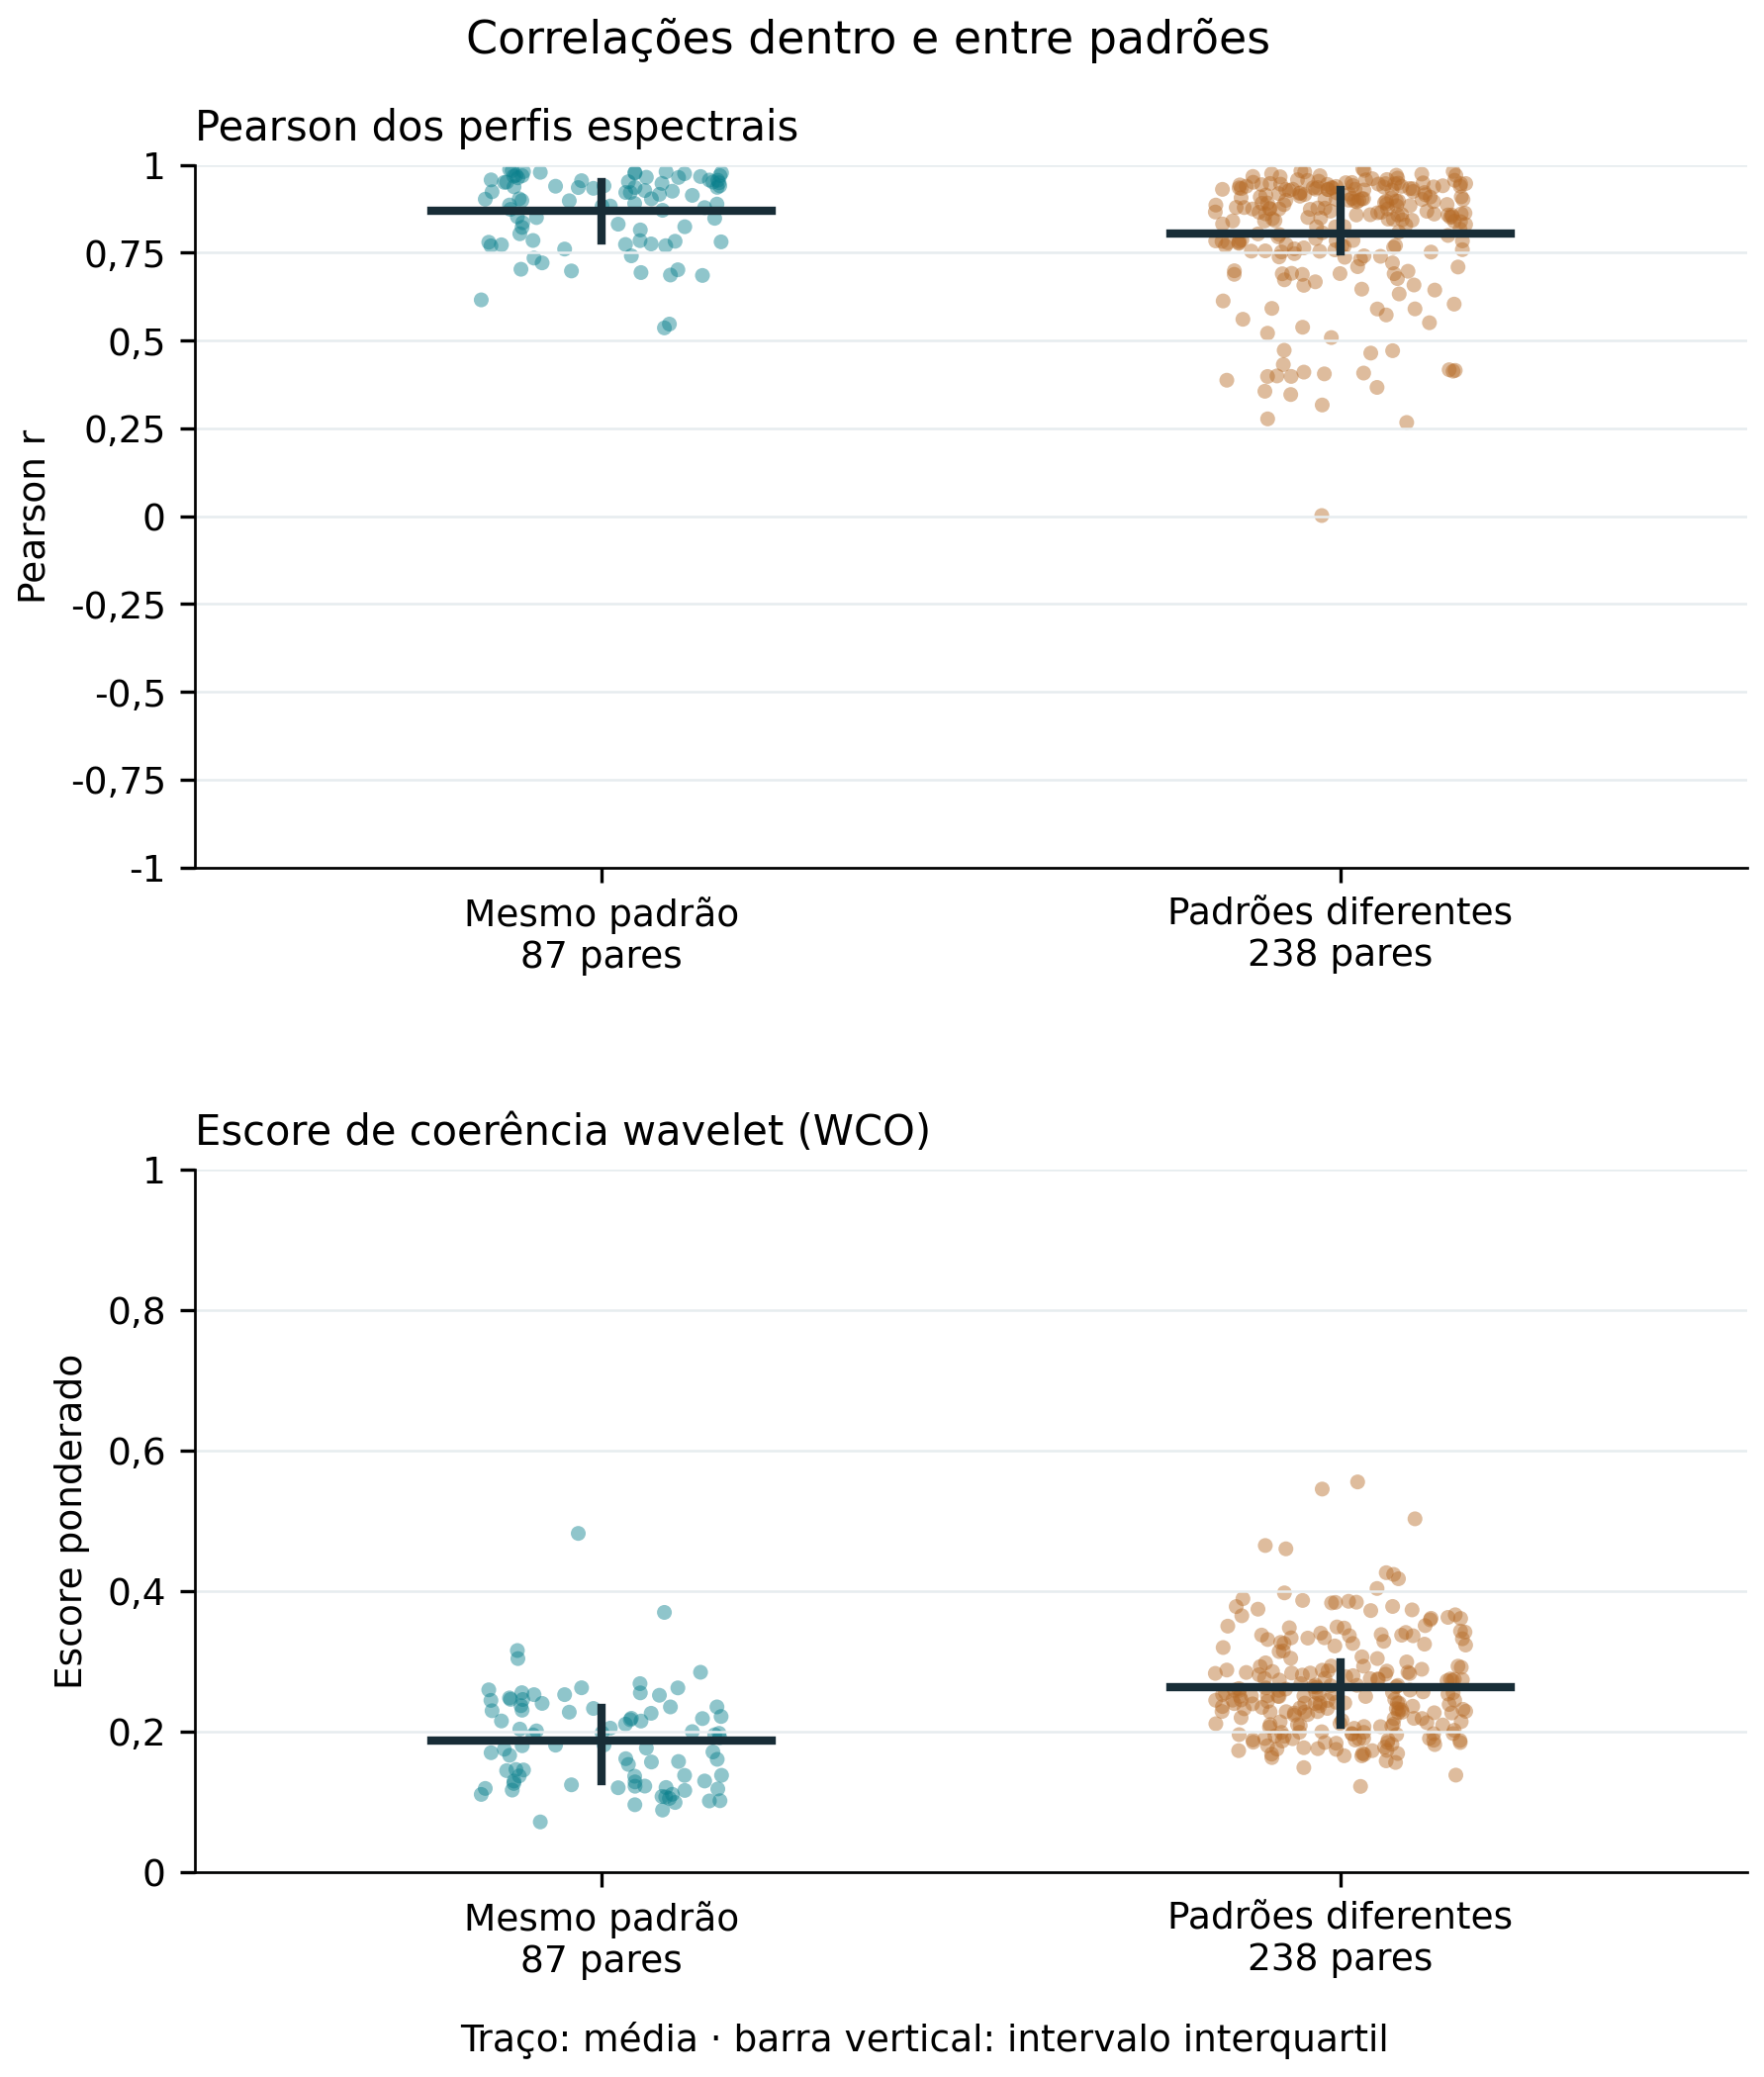 Correlações dentro e entre padrões
Pearson dos perfis espectrais
1
0,75
0,5
0,25
0
-0,25
-0,5
-0,75
-1
Pearson r
Mesmo padrão
87 pares
Padrões diferentes
238 pares
Escore de coerência wavelet (WCO)
1
0,8
0,6
0,4
0,2
0
Escore ponderado
Mesmo padrão
87 pares
Padrões diferentes
238 pares
Traço: média · barra vertical: intervalo interquartil